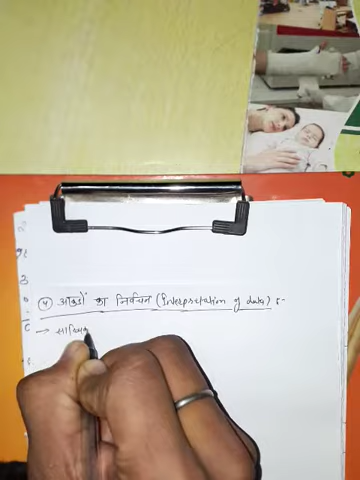 ④ आंकड़ों का निर्वचन (Interpretation of data) :-
→ सांख्यि